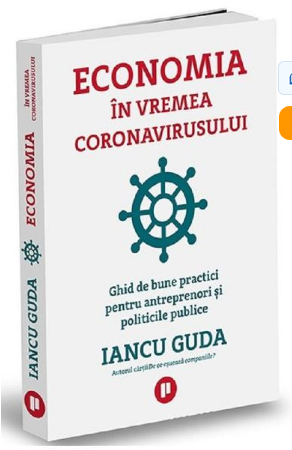 ECONOMIA
ÎN VREMEA
CORONAVIRUSULUI
Ghid de bune practici
pentru antreprenori și
politicile publice
IANCU GUDA
Autorul cărții De ce eșuează companiile?
IANCU GUDA
ECONOMIA
ÎN VREMEA
CORONAVIRUSULUI